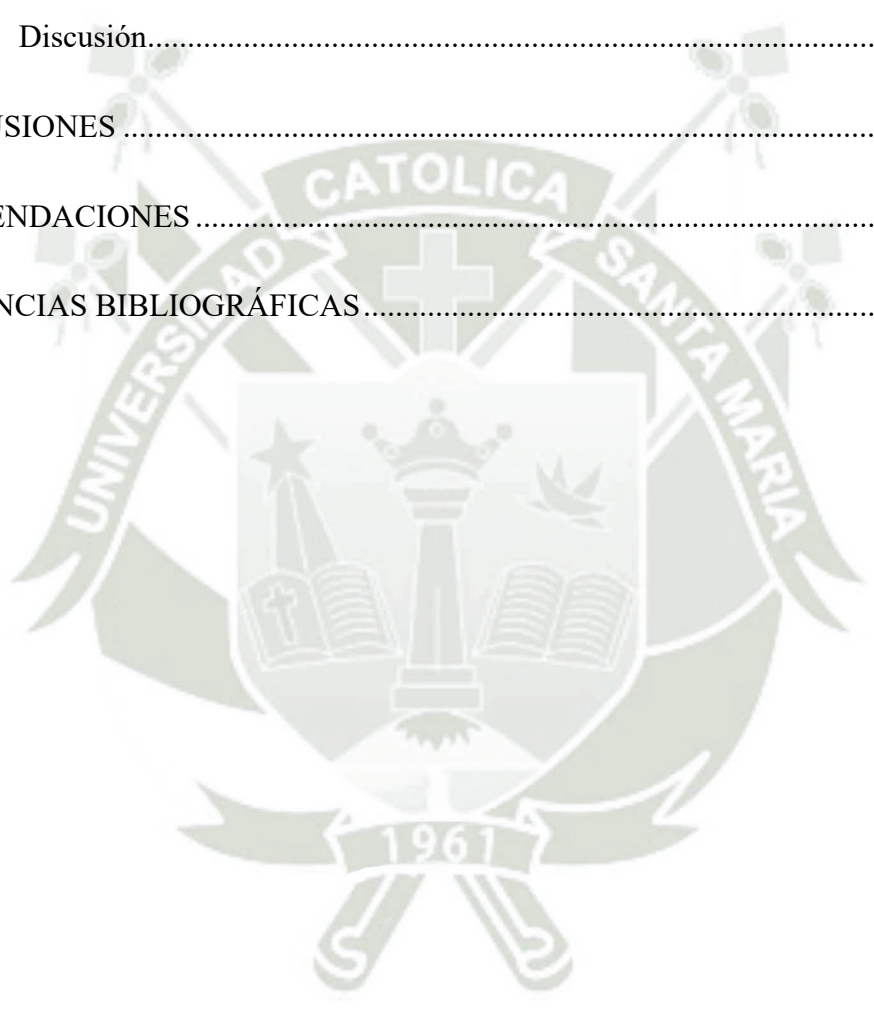 Discusión....................................................................................
USIONES ...........................................................................................
ENDACIONES ..................................................................................
NCIAS BIBLIOGRÁFICAS ..............................................................
UNIVERSIDAD CATOLICA SANTA MARIA
1961